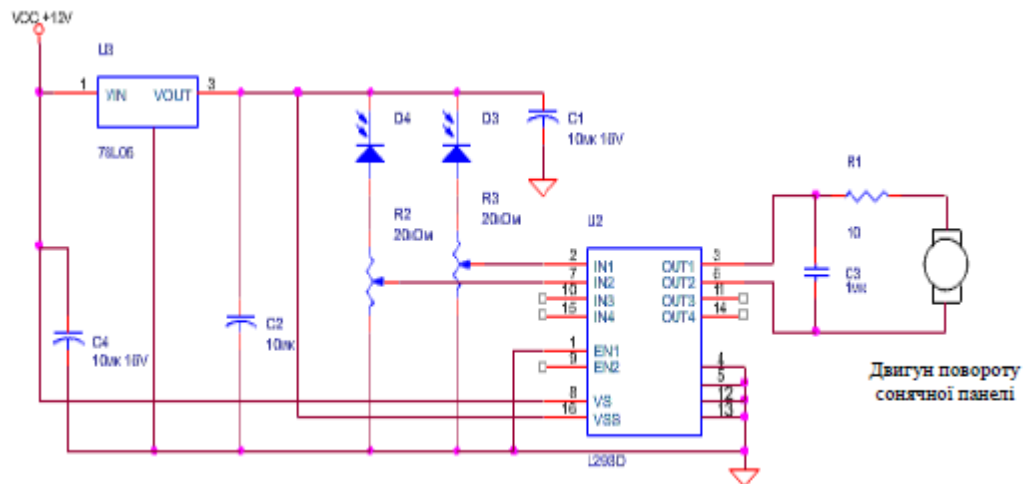 VCC +12V
U3
1
VIN
VOUT
3
78L06
D4
D3
C1
10мк 16V
R2
20кОм
R3
20кОм
U2
R1
10
C3
1мк
C4
10мк 16V
C2
10мк
2
IN1
OUT1
3
7
IN2
OUT2
6
10
IN3
OUT3
11
15
IN4
OUT4
14
1
EN1
9
EN2
4
5
12
13
8
VS
16
VSS
L293D
Двигун повороту
сонячної панелі